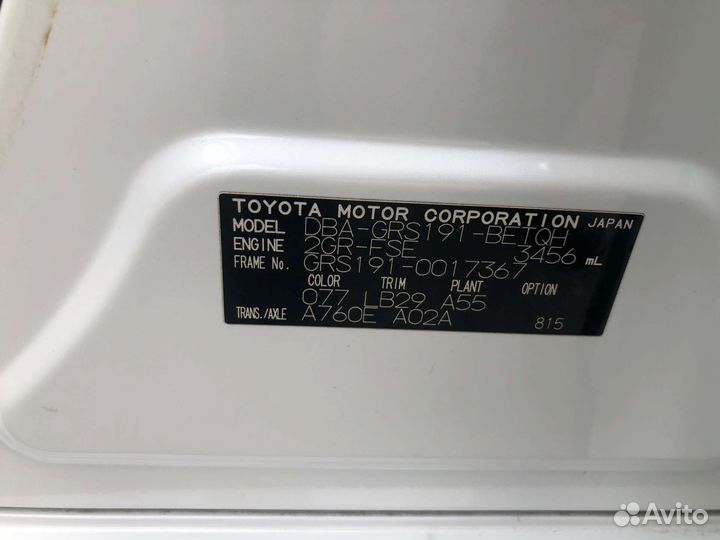 TOYOTA MOTOR CORPORATION JAPAN
MODEL DBA-GRS191-BETQH
ENGINE 2GR-FSE 3456 mL
FRAME No. GRS191-0017367
COLOR TRIM PLANT OPTION
077 LB29 A55
TRANS./AXLE A760E A02A 815
Avito